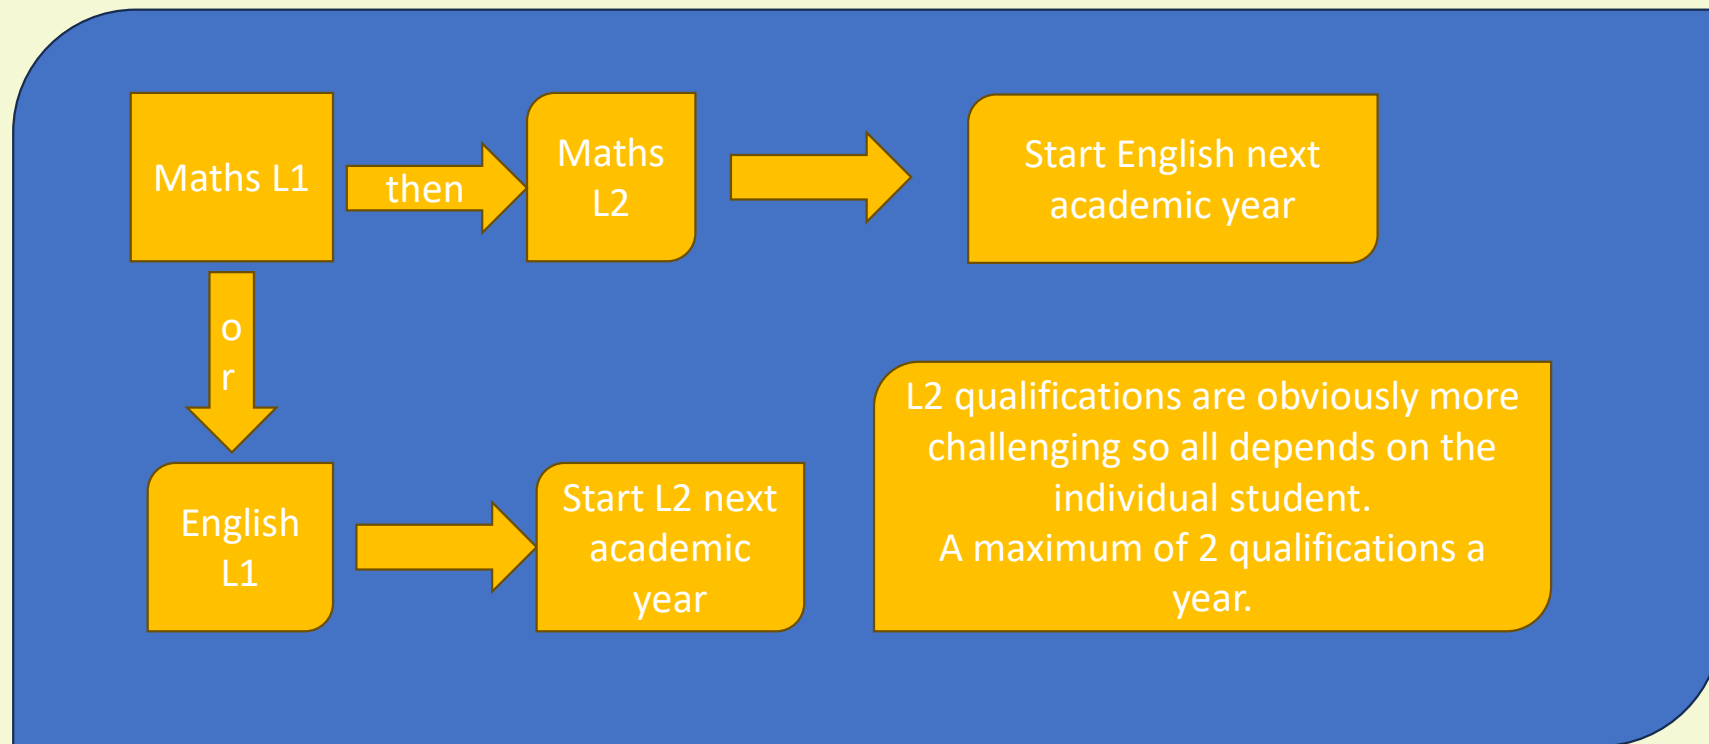 Maths L1
then
Maths
L2
Start English next
academic year
o
r
English
L1
Start L2 next
academic
year
L2 qualifications are obviously more
challenging so all depends on the
individual student.
A maximum of 2 qualifications a
year.